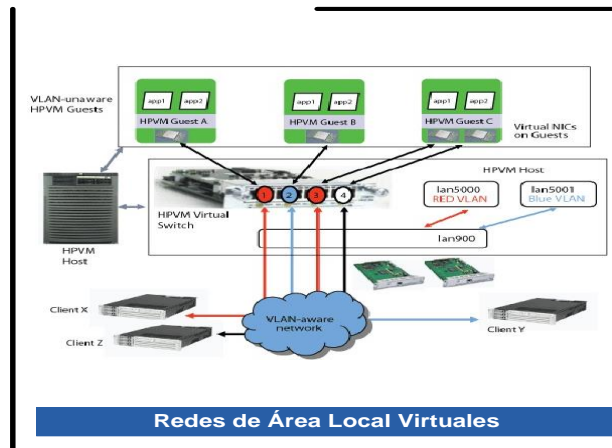 VLAN-unaware
HPVM Guests
app1 app2
HPVM Guest A
app1 app2
HPVM Guest B
app1 app2
HPVM Guest C
Virtual NICs
on Guests
HPVM Host
1 2 3 4
lan5000
RED VLAN
lan5001
Blue VLAN
HPVM Virtual
Switch
lan900
HPVM
Host
Client X
Client Z
VLAN-aware
network
Client Y
Redes de Área Local Virtuales